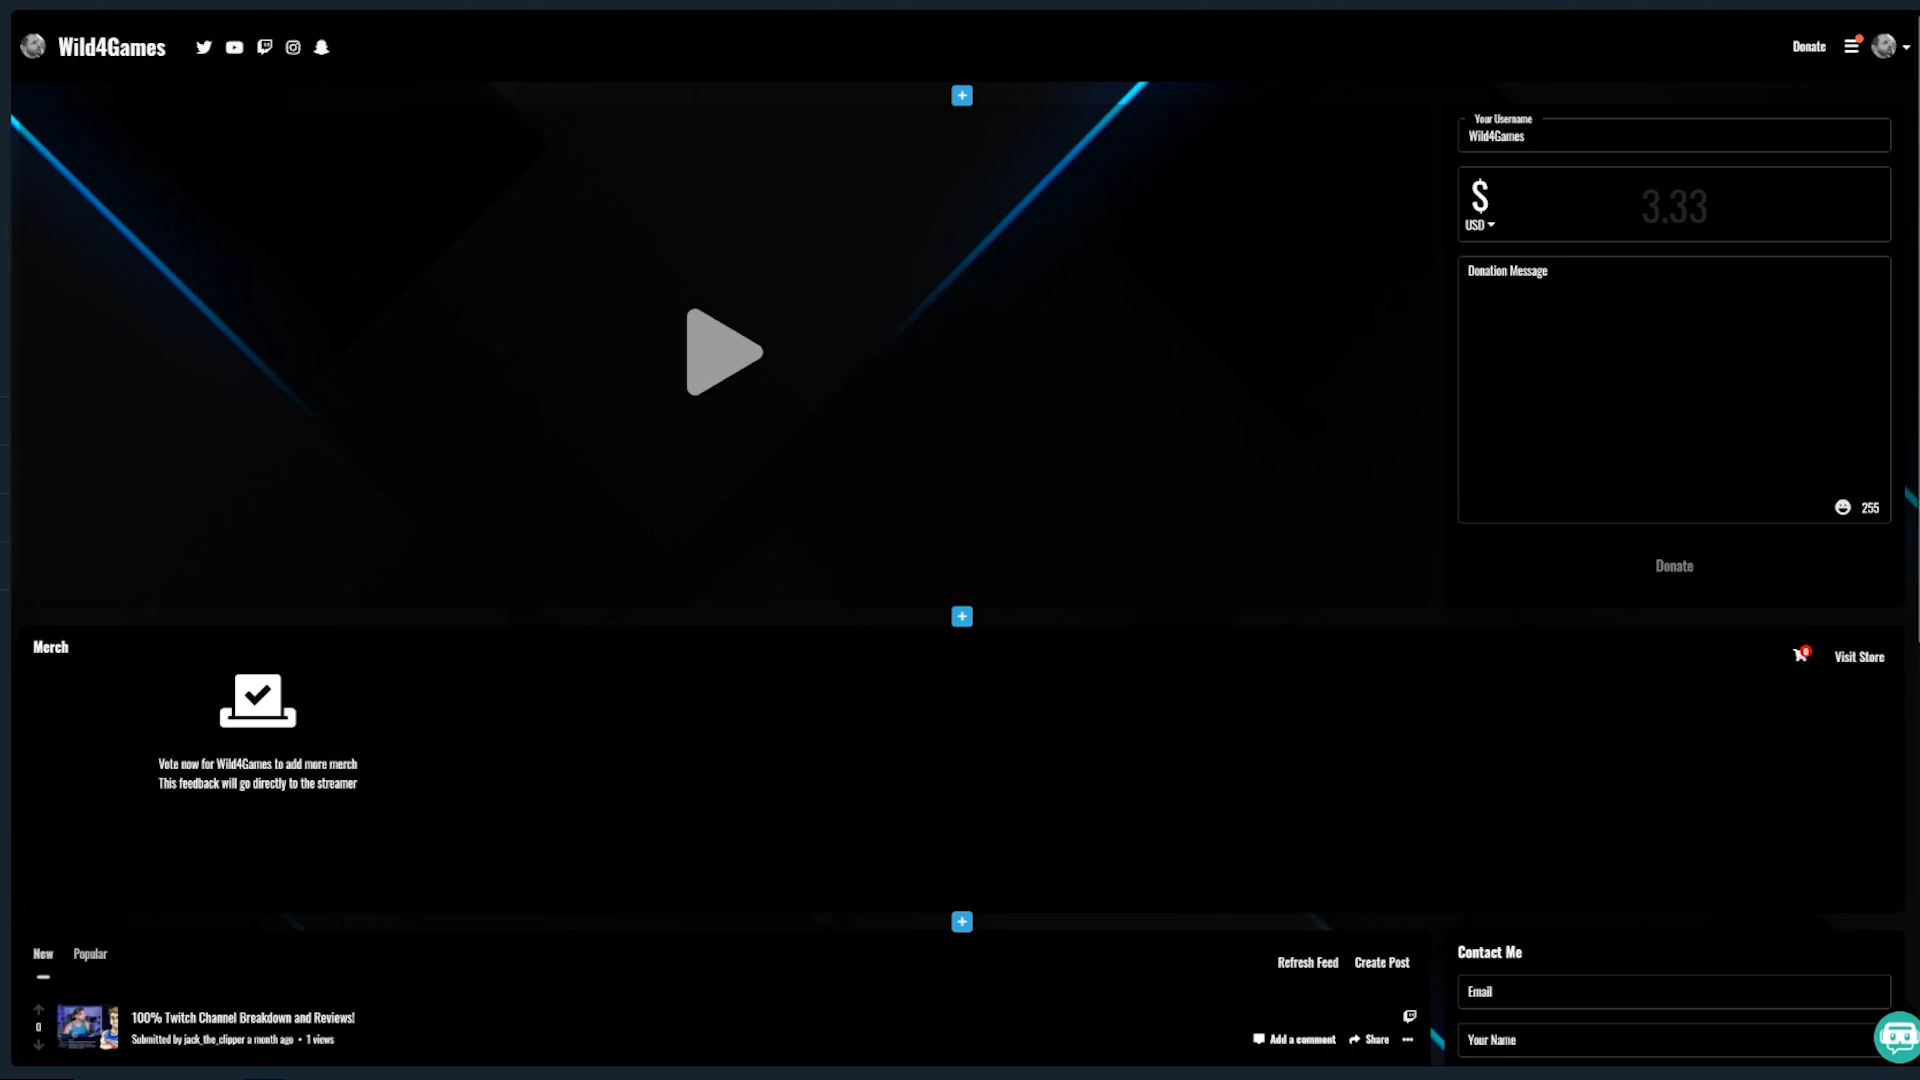 Wild4Games
Donate
Your Username
Wild4Games
$
USD
3.33
Donation Message
255
Donate
Merch
0
Visit Store
Vote now for Wild4Games to add more merch
This feedback will go directly to the streamer
New
Popular
Refresh Feed
Create Post
0
100% Twitch Channel Breakdown and Reviews!
Submitted by jack_the_clipper a month ago • 1 views
Add a comment
Share
Contact Me
Email
Your Name